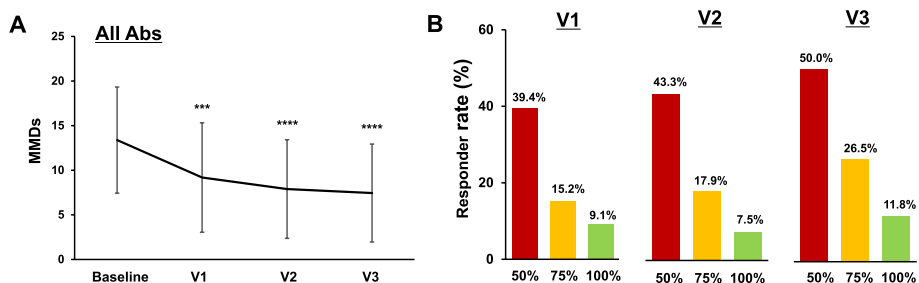 A
All Abs
25
20
15
10
5
0
MMDs
***
****
****
Baseline V1 V2 V3
B
V1 V2 V3
60
40
20
0
Responder rate (%)
39.4%
15.2%
9.1%
43.3%
17.9%
7.5%
50.0%
26.5%
11.8%
50% 75% 100% 50% 75% 100% 50% 75% 100%